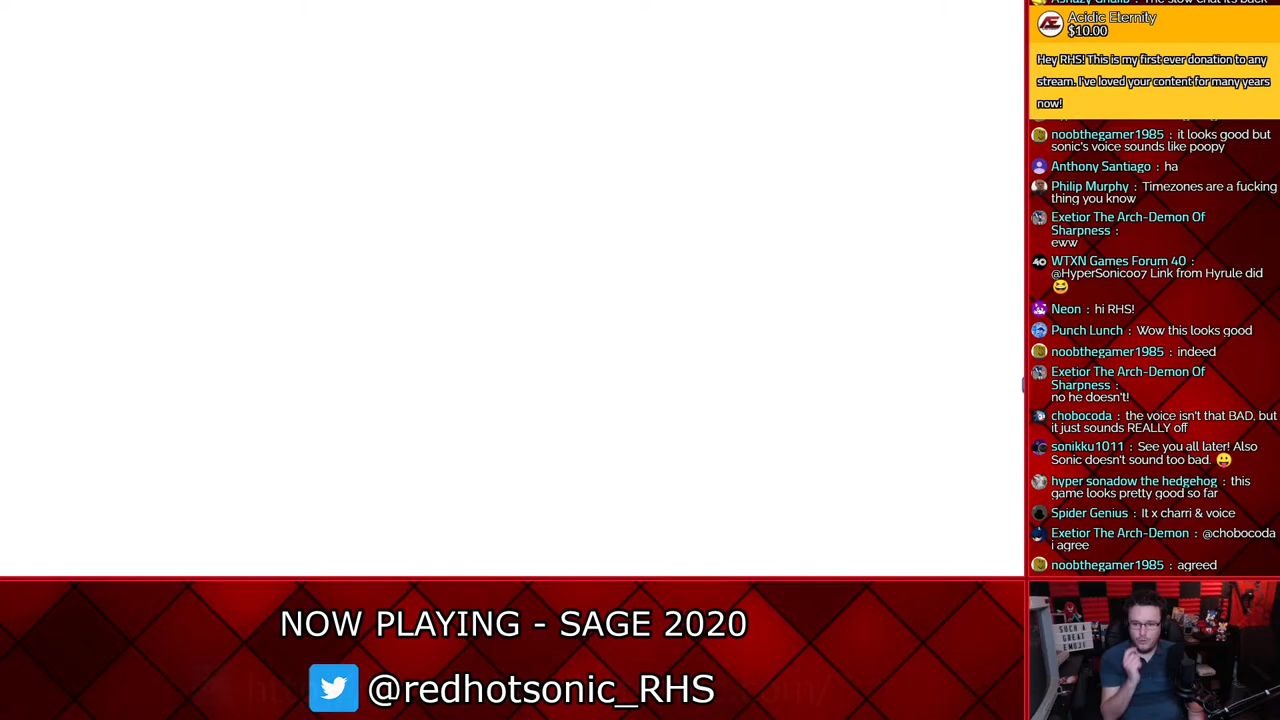 Acidic Eternity
$10.00
Hey RHS! This is my first ever donation to any
stream. I've loved your content for many years
now!
noobthegamer1985 : it looks good but
sonic's voice sounds like poopy
Anthony Santiago : ha
Philip Murphy : Timezones are a fucking
thing you know
Exetior The Arch-Demon Of
Sharpness :
eww
WTXN Games Forum 40 :
@HyperSonic007 Link from Hyrule did
😆
Neon : hi RHS!
Punch Lunch : Wow this looks good
noobthegamer1985 : indeed
Exetior The Arch-Demon Of
Sharpness :
no he doesn't!
chobocoda : the voice isn't that BAD, but
it just sounds REALLY off
sonikku1011 : See you all later! Also
Sonic doesn't sound too bad. 😛
hyper sonadow the hedgehog : this
game looks pretty good so far
Spider Genius : It x charri & voice
Exetior The Arch-Demon : @chobocoda
i agree
noobthegamer1985 : agreed
SUCH A
GREAT
EMOJI
NOW PLAYING - SAGE 2020
@redhotsonic_RHS